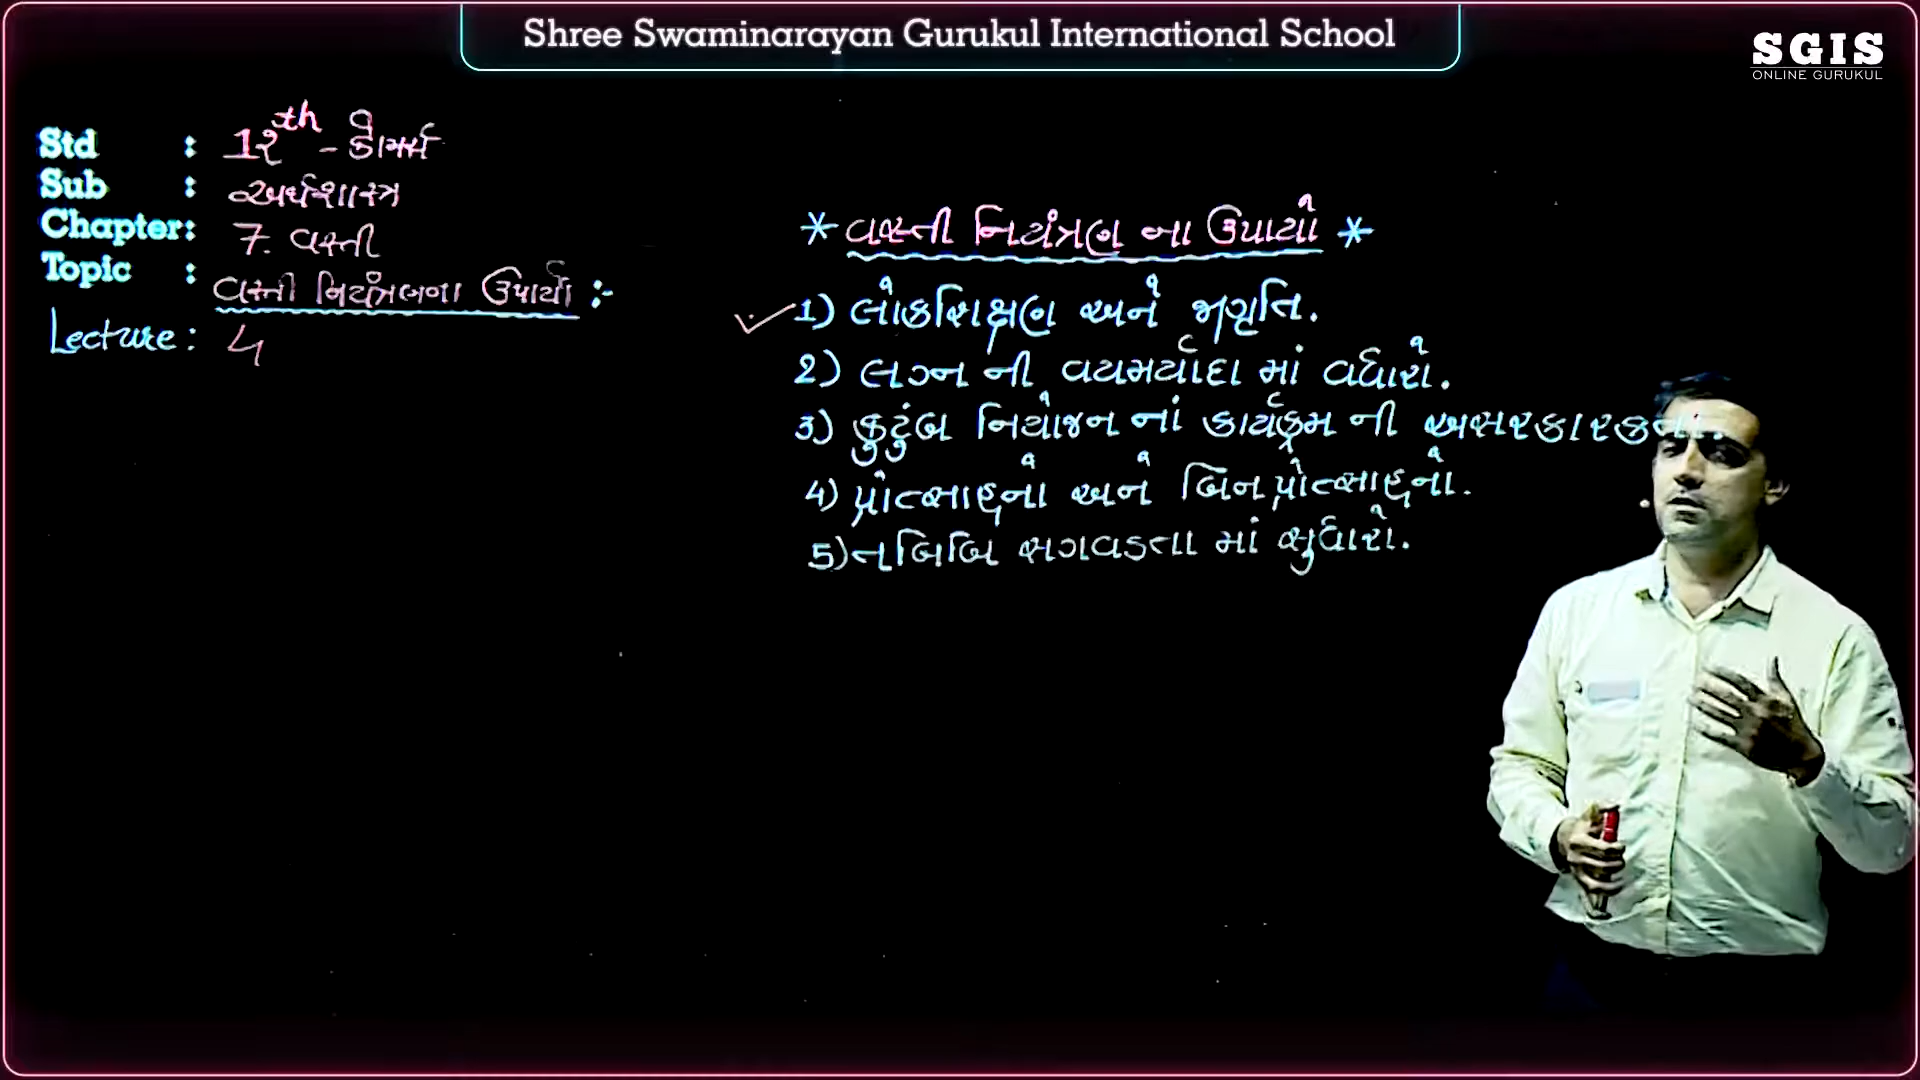 Shree Swaminarayan Gurukul International School
SGIS
ONLINE GURUKUL
Std : 12th - કોમર્સ
Sub : અર્થશાસ્ત્ર
Chapter: 7. વસ્તી
Topic : વસ્તી નિયંત્રણના ઉપાયો :-
Lecture: 4
* વસ્તી નિયંત્રણ ના ઉપાયો *
1) લોકશિક્ષણ અને જાગૃતિ.
2) લગ્ન ની વયમર્યાદા માં વધારો.
3) કુટુંબ નિયોજન નાં કાર્યક્રમ ની અસરકારકતા.
4) પ્રોત્સાહનો અને બિનપ્રોત્સાહનો.
5) તબિબિ સગવડતા માં સુધારો.